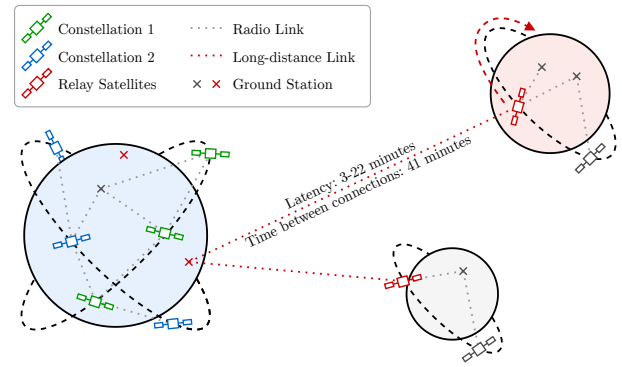 Constellation 1
Radio Link
Constellation 2
Long-distance Link
Relay Satellites
Ground Station
Latency: 3-22 minutes
Time between connections: 41 minutes